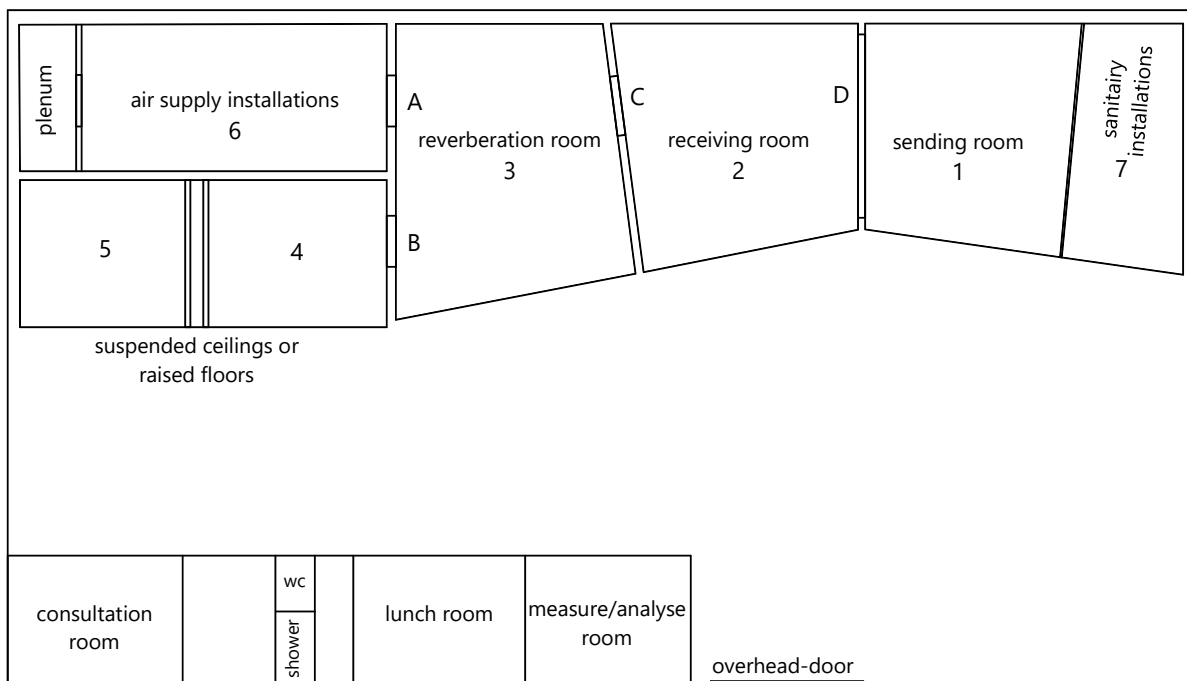 plenum
air supply installations
6
A
reverberation room
3
C
receiving room
2
D
sending room
1
sanitairy
installations
7
5
4
B
suspended ceilings or
raised floors
consultation
room
wc
shower
lunch room
measure/analyse
room
overhead-door